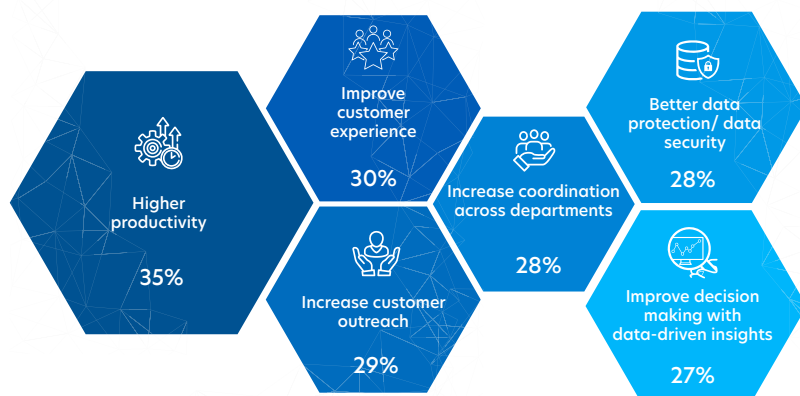 Higher
productivity
35%
Improve
customer
experience
30%
Increase customer
outreach
29%
Increase coordination
across departments
28%
Better data
protection/ data
security
28%
Improve decision
making with
data-driven insights
27%